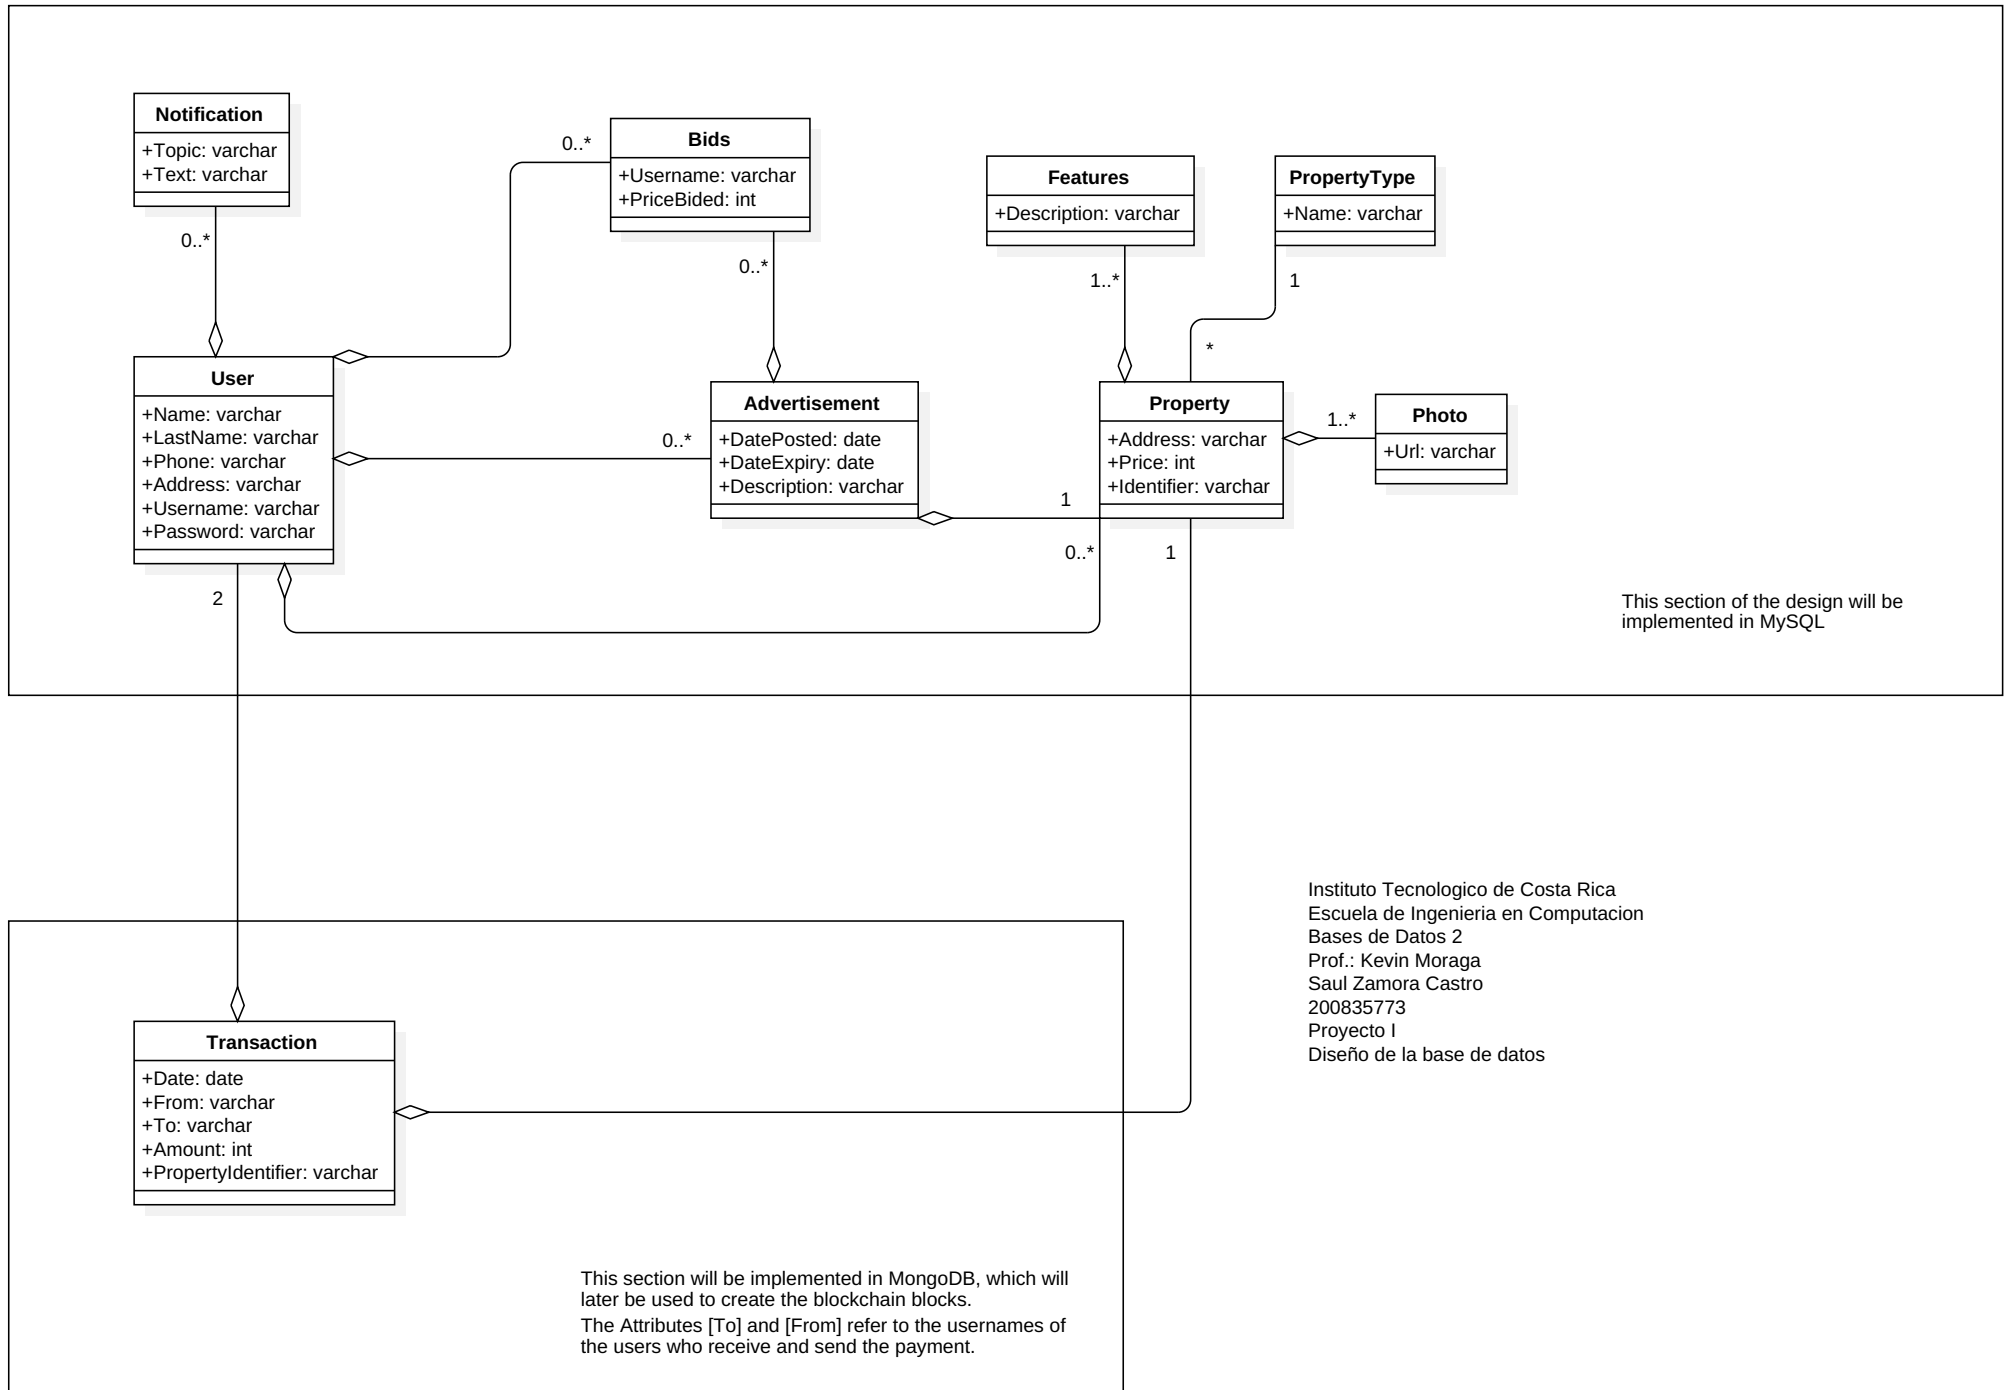 Notification
+Topic: varchar
+Text: varchar
0..*
Bids
+Username: varchar
+PriceBided: int
0..*
0..*
Features
+Description: varchar
1..*
PropertyType
+Name: varchar
1
*
User
+Name: varchar
+LastName: varchar
+Phone: varchar
+Address: varchar
+Username: varchar
+Password: varchar
2
0..*
Advertisement
+DatePosted: date
+DateExpiry: date
+Description: varchar
1
0..*
Property
+Address: varchar
+Price: int
+Identifier: varchar
1
1..*
Photo
+Url: varchar
This section of the design will be
implemented in MySQL
Instituto Tecnologico de Costa Rica
Escuela de Ingenieria en Computacion
Bases de Datos 2
Prof.: Kevin Moraga
Saul Zamora Castro
200835773
Proyecto I
Diseño de la base de datos
Transaction
+Date: date
+From: varchar
+To: varchar
+Amount: int
+PropertyIdentifier: varchar
This section will be implemented in MongoDB, which will
later be used to create the blockchain blocks.
The Attributes [To] and [From] refer to the usernames of
the users who receive and send the payment.